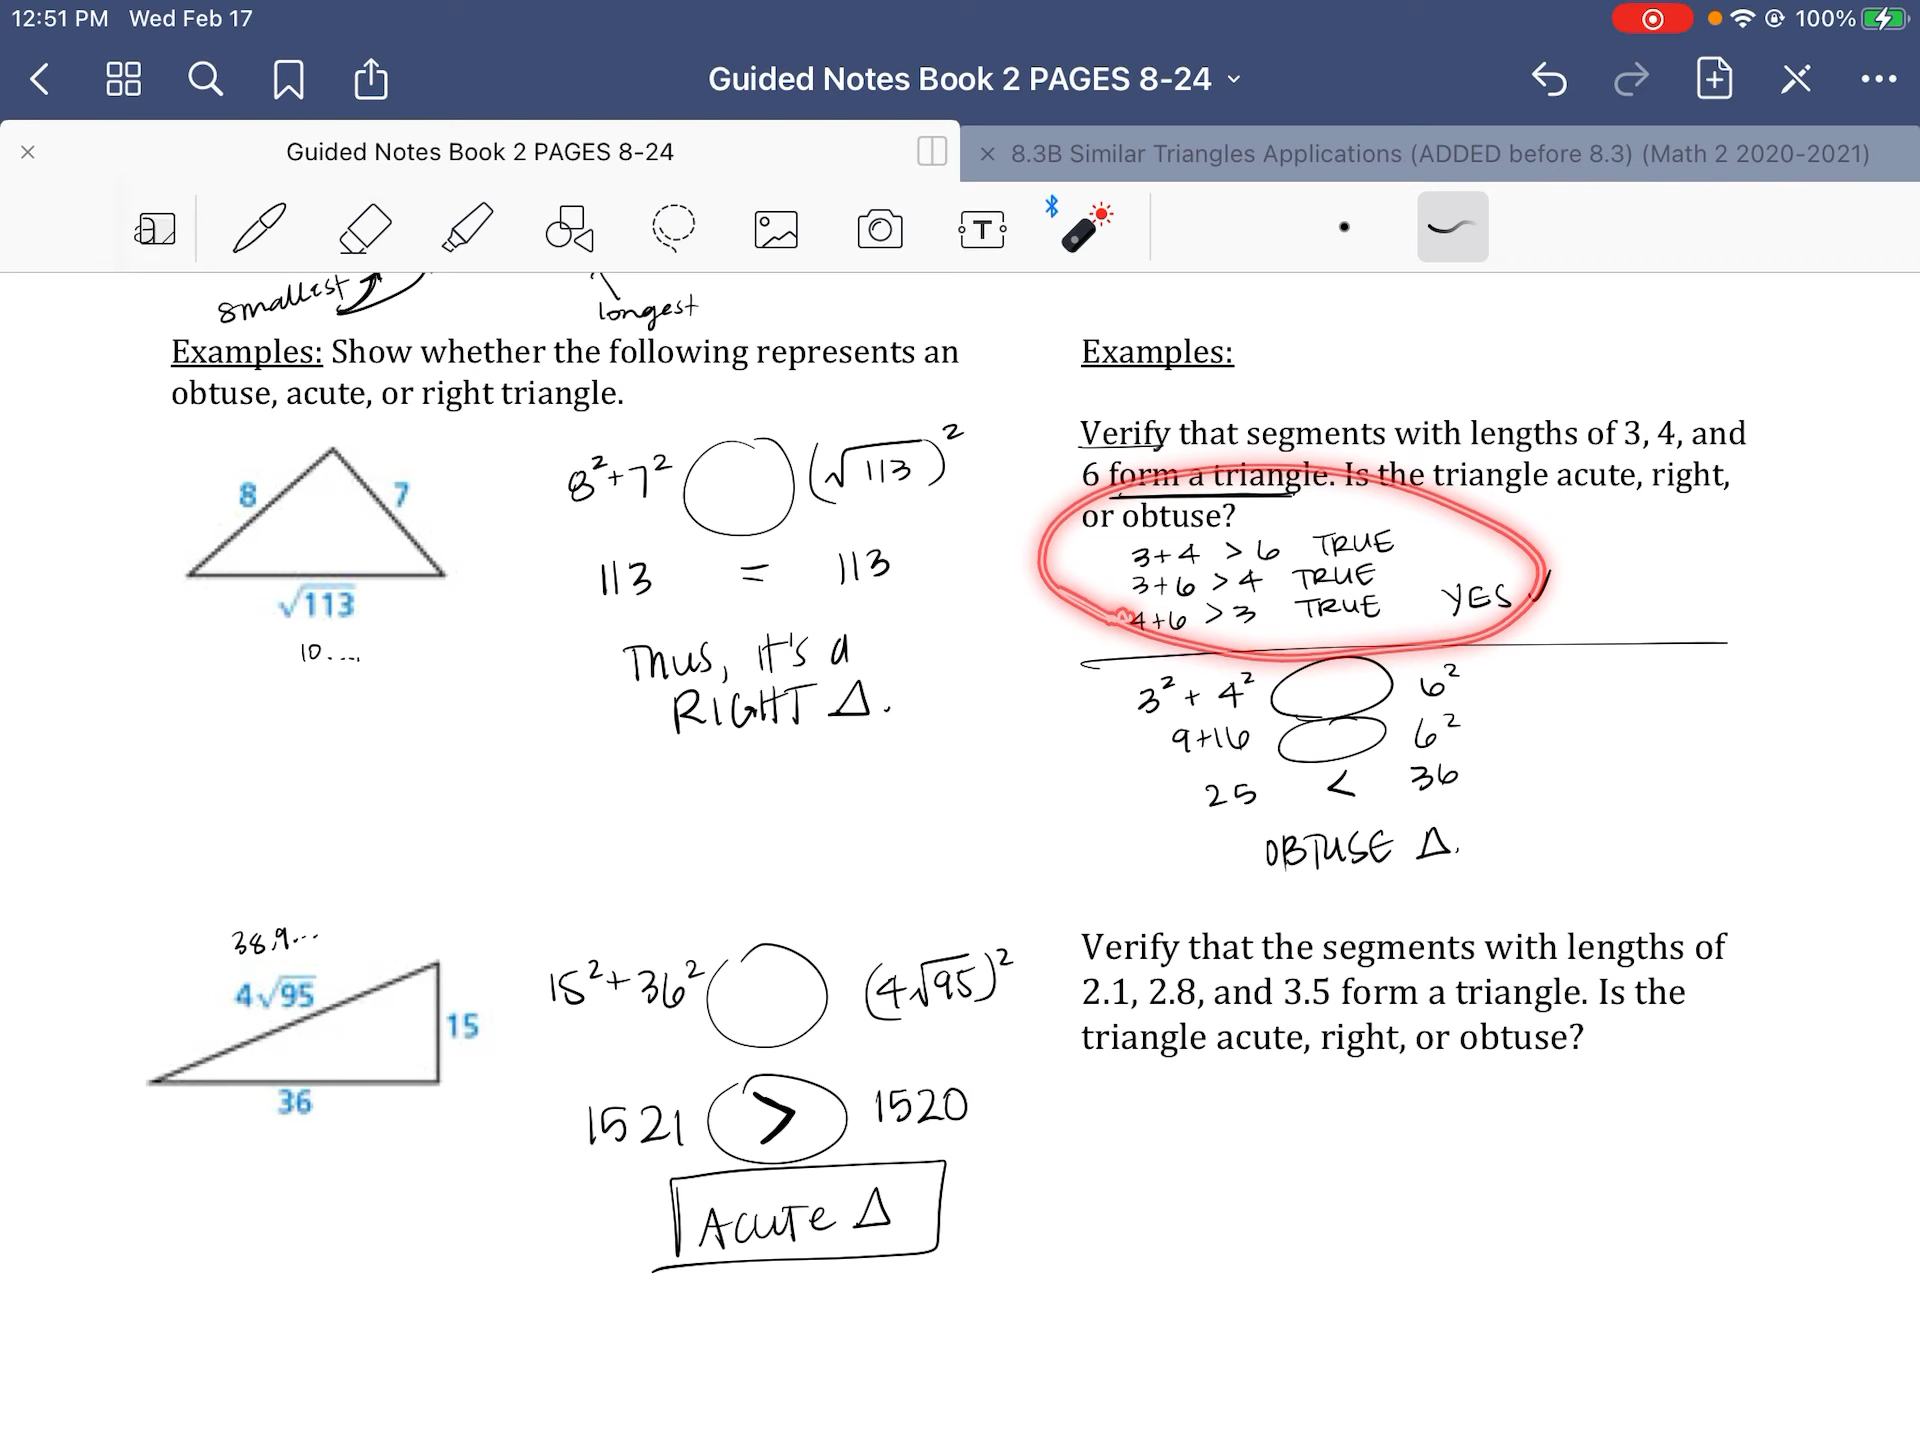 12:51 PM Wed Feb 17
100%
Guided Notes Book 2 PAGES 8-24
Guided Notes Book 2 PAGES 8-24
8.3B Similar Triangles Applications (ADDED before 8.3) (Math 2 2020-2021)
a
T
smallest
longest
Examples: Show whether the following represents an
obtuse, acute, or right triangle.
8
7
√113
10....
8²+7² (√113)²
113 = 113
Thus, it's a
RIGHT Δ.
38.9...
4√95
15
36
15²+36² (4√95)²
1521 > 1520
Acute Δ
Examples:
Verify that segments with lengths of 3, 4, and
6 form a triangle. Is the triangle acute, right,
or obtuse?
3+4 >6 TRUE
3+6 >4 TRUE
4+6 >3 TRUE YES ✓
3² + 4² 6²
9+16 6²
25 < 36
OBTUSE Δ.
Verify that the segments with lengths of
2.1, 2.8, and 3.5 form a triangle. Is the
triangle acute, right, or obtuse?